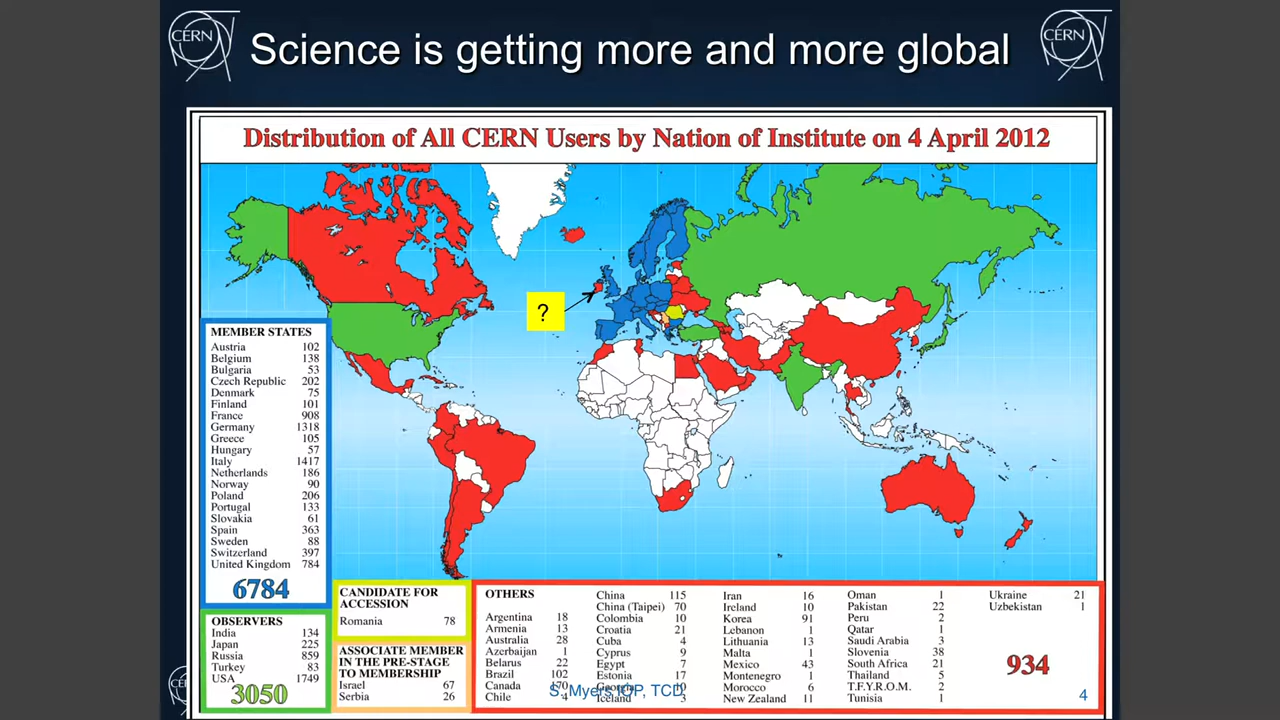 CERN
Science is getting more and more global
CERN
Distribution of All CERN Users by Nation of Institute on 4 April 2012
?
MEMBER STATES
Austria 102
Belgium 138
Bulgaria 53
Czech Republic 202
Denmark 75
Finland 101
France 908
Germany 1318
Greece 105
Hungary 57
Italy 1417
Netherlands 186
Norway 90
Poland 206
Portugal 133
Slovakia 61
Spain 363
Sweden 88
Switzerland 397
United Kingdom 784
6784
OBSERVERS
India 134
Japan 225
Russia 859
Turkey 83
USA 1749
3050
CANDIDATE FOR
ACCESSION
Romania 78
ASSOCIATE MEMBER
IN THE PRE-STAGE
TO MEMBERSHIP
Israel 67
Serbia 26
OTHERS
Argentina 18
Armenia 13
Australia 28
Azerbaijan 1
Belarus 22
Brazil 102
Canada
Chile 4
China 115
China (Taipei) 70
Colombia 10
Croatia 21
Cuba 4
Cyprus 9
Egypt 7
Estonia 17
Iceland 3
Iran 16
Ireland 10
Korea 91
Lebanon 1
Lithuania 13
Malta 1
Mexico 43
Montenegro 1
Morocco 6
New Zealand 11
Oman 1
Pakistan 22
Peru 2
Qatar 1
Saudi Arabia 3
Slovenia 38
South Africa 21
Thailand 5
T.F.Y.R.O.M. 2
Tunisia 1
Ukraine 21
Uzbekistan 1
934
S. Myers IOP, TCD
4